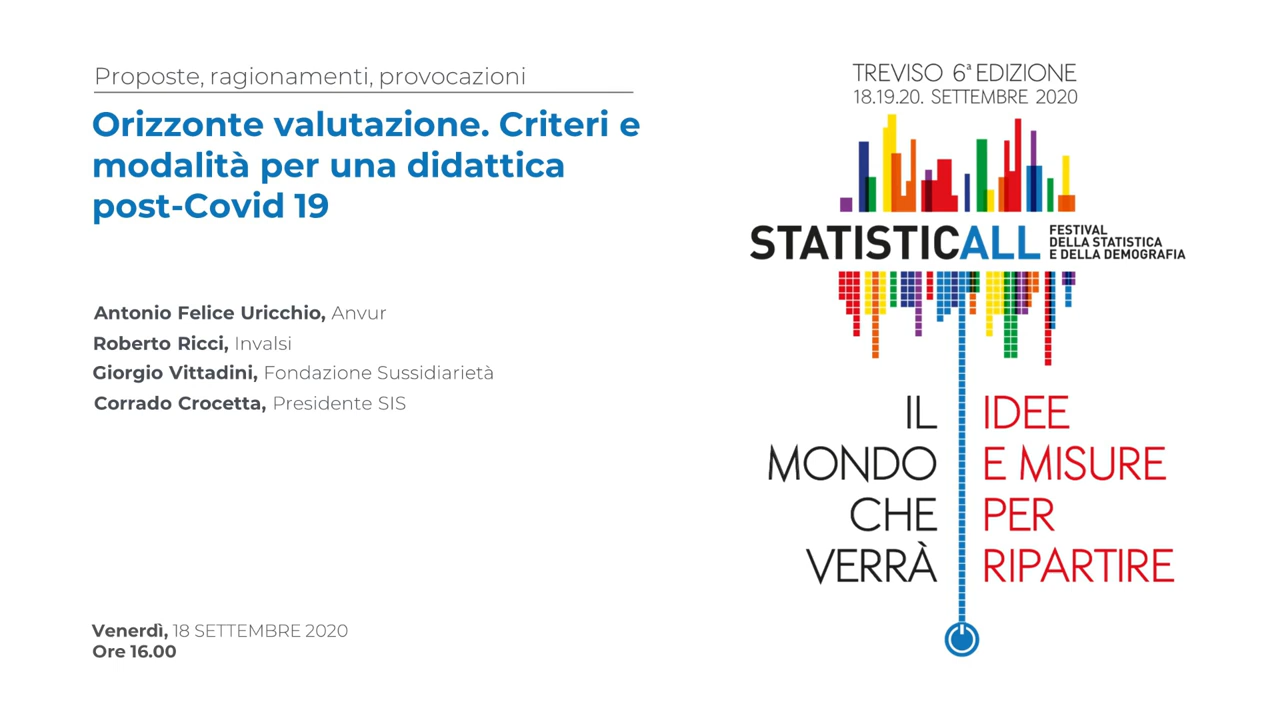 Proposte, ragionamenti, provocazioni
Orizzonte valutazione. Criteri e
modalità per una didattica
post-Covid 19
Antonio Felice Uricchio, Anvur
Roberto Ricci, Invalsi
Giorgio Vittadini, Fondazione Sussidiarietà
Corrado Crocetta, Presidente SIS
Venerdì, 18 SETTEMBRE 2020
Ore 16.00
TREVISO 6ª EDIZIONE
18.19.20. SETTEMBRE 2020
STATISTICALL
FESTIVAL
DELLA STATISTICA
E DELLA DEMOGRAFIA
IL
MONDO
CHE
VERRÀ
IDEE
E MISURE
PER
RIPARTIRE